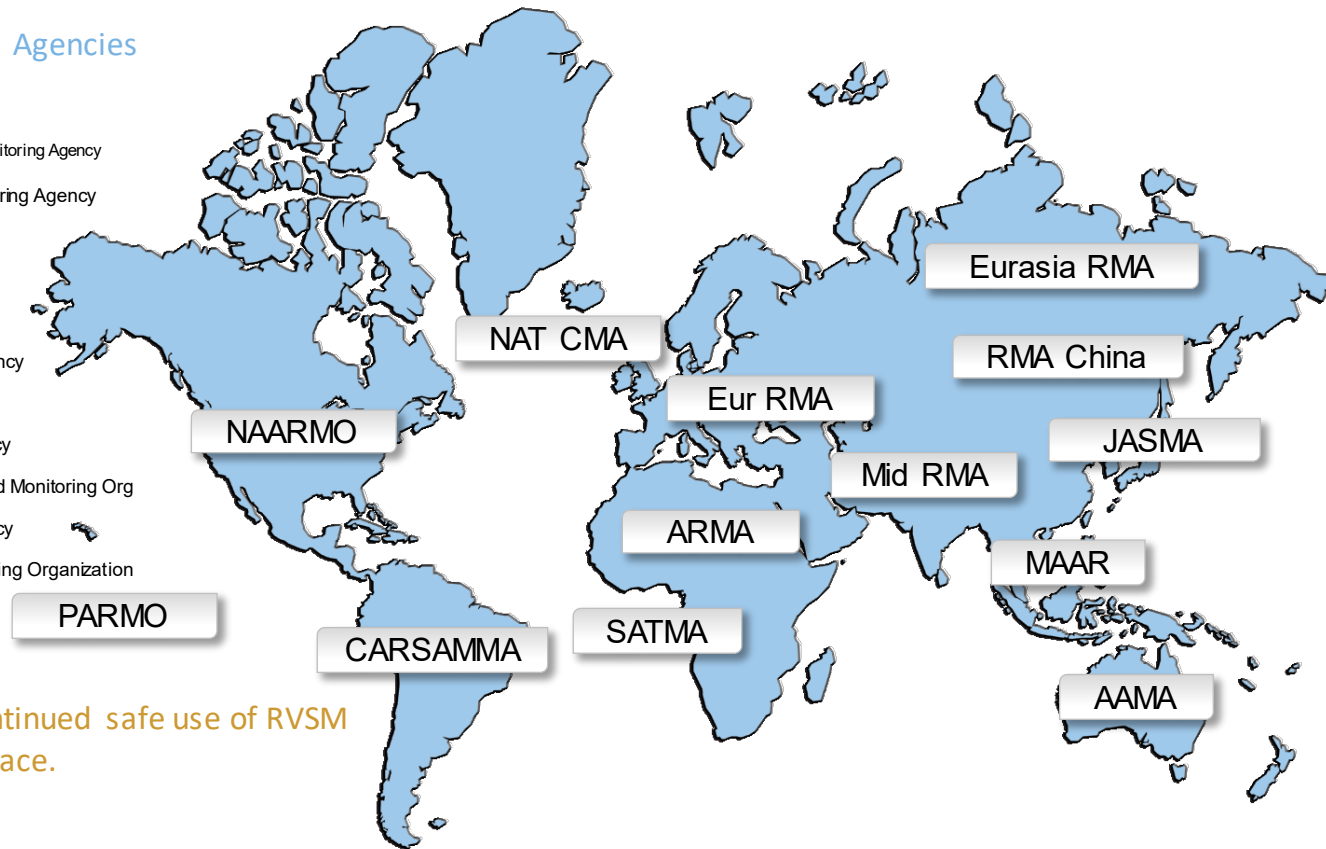 Agencies
itoring Agency
ring Agency
ncy
cy
d Monitoring Org
cy
ing Organization
Eurasia RMA
NAT CMA
RMA China
Eur RMA
NAARMO
JASMA
Mid RMA
ARMA
MAAR
PARMO
SATMA
CARSAMMA
AAMA
ntinued safe use of RVSM
ace.